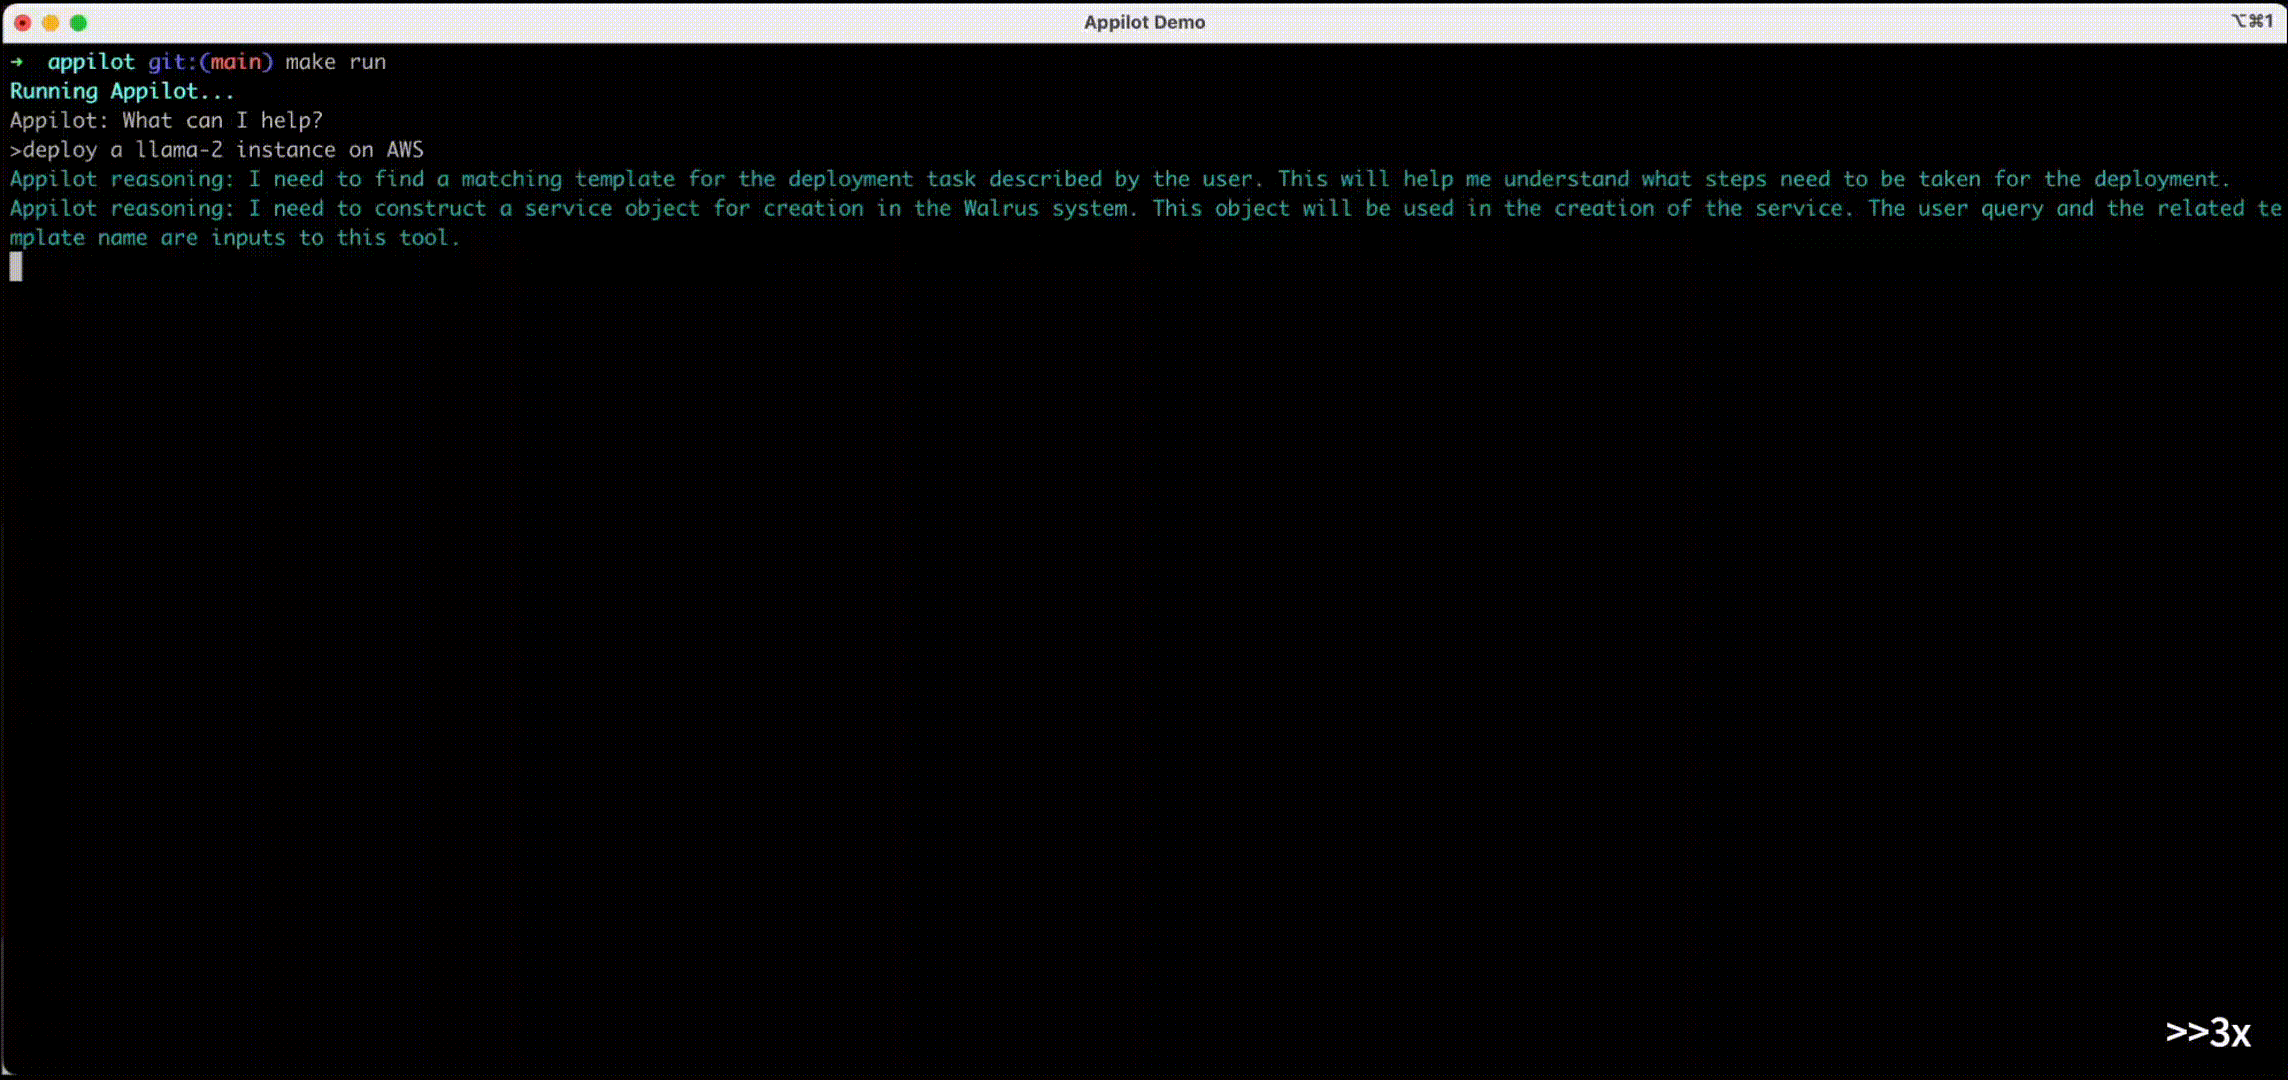 Appilot Demo
⌥⌘1
→ appilot git:(main) make run
Running Appilot...
Appilot: What can I help?
>deploy a llama-2 instance on AWS
Appilot reasoning: I need to find a matching template for the deployment task described by the user. This will help me understand what steps need to be taken for the deployment.
Appilot reasoning: I need to construct a service object for creation in the Walrus system. This object will be used in the creation of the service. The user query and the related te
mplate name are inputs to this tool.
>>3x